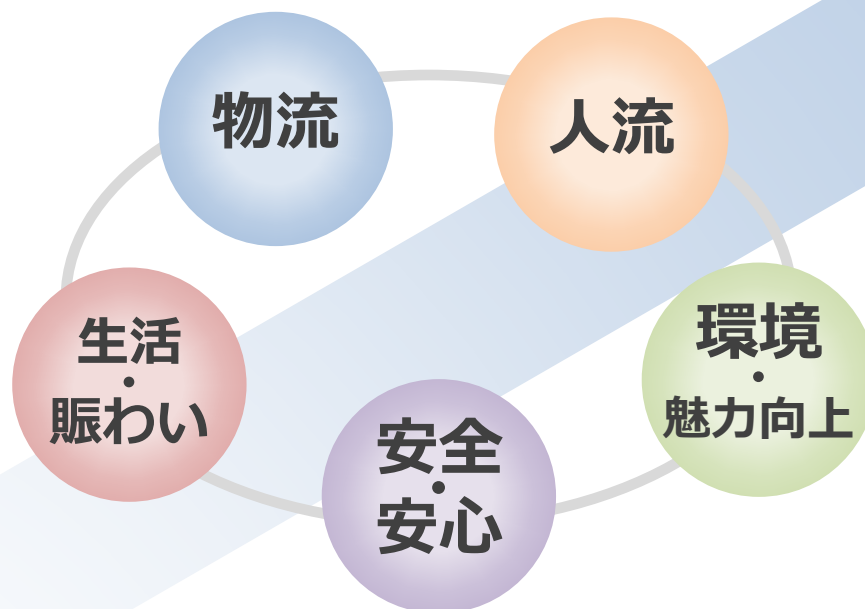 物流
人流
生活
・
賑わい
環境
・
魅力向上
安全
・
安心